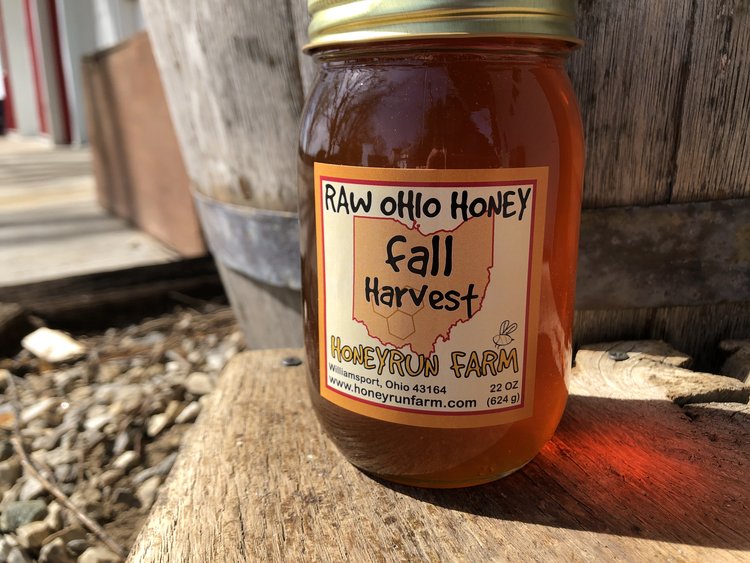 RAW OHIO HONEY
fall
Harvest
HONEYRUN FARM
Williamsport, Ohio 43164
www.honeyrunfarm.com
22 OZ
(624 g)